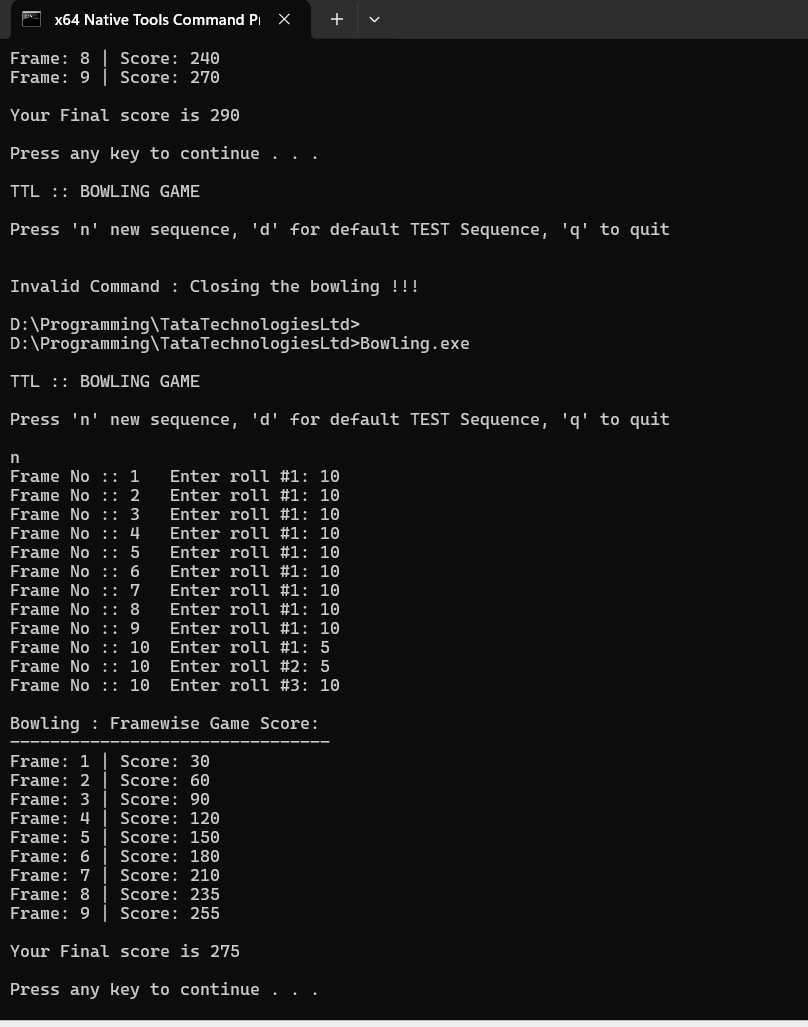 x64 Native Tools Command P
Frame: 8 | Score: 240
Frame: 9 | Score: 270
Your Final score is 290
Press any key to continue . . .
TTL :: BOWLING GAME
Press 'n' new sequence, 'd' for default TEST Sequence, 'q' to quit
Invalid Command : Closing the bowling !!!
D:\Programming\TataTechnologiesLtd>
D:\Programming\TataTechnologiesLtd>Bowling.exe
TTL :: BOWLING GAME
Press 'n' new sequence, 'd' for default TEST Sequence, 'q' to quit
n
Frame No :: 1   Enter roll #1: 10
Frame No :: 2   Enter roll #1: 10
Frame No :: 3   Enter roll #1: 10
Frame No :: 4   Enter roll #1: 10
Frame No :: 5   Enter roll #1: 10
Frame No :: 6   Enter roll #1: 10
Frame No :: 7   Enter roll #1: 10
Frame No :: 8   Enter roll #1: 10
Frame No :: 9   Enter roll #1: 10
Frame No :: 10  Enter roll #1: 5
Frame No :: 10  Enter roll #2: 5
Frame No :: 10  Enter roll #3: 10
Bowling : Framewise Game Score:
--------------------------------
Frame: 1 | Score: 30
Frame: 2 | Score: 60
Frame: 3 | Score: 90
Frame: 4 | Score: 120
Frame: 5 | Score: 150
Frame: 6 | Score: 180
Frame: 7 | Score: 210
Frame: 8 | Score: 235
Frame: 9 | Score: 255
Your Final score is 275
Press any key to continue . . .